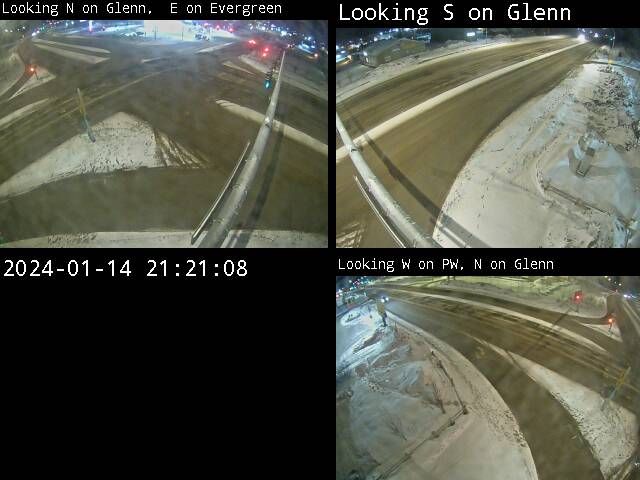 Looking N on Glenn, E on Evergreen
Looking S on Glenn
2024-01-14 21:21:08
Looking W on PW, N on Glenn